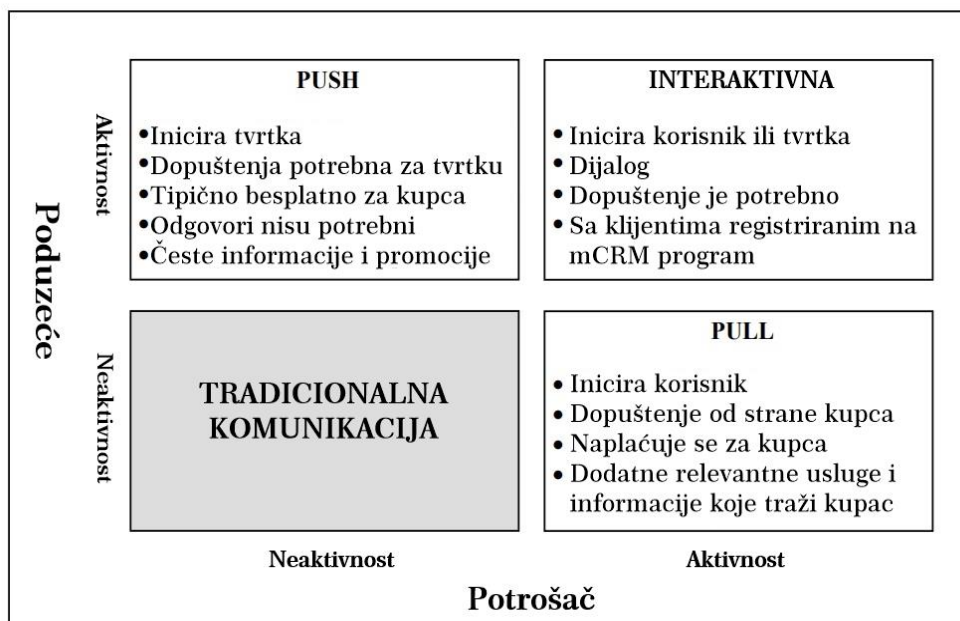 Poduzeće
Aktivnost
PUSH
•Inicira tvrtka
•Dopuštenja potrebna za tvrtku
•Tipično besplatno za kupca
•Odgovori nisu potrebni
•Česte informacije i promocije
INTERAKTIVNA
•Inicira korisnik ili tvrtka
•Dijalog
•Dopuštenje je potrebno
•Sa klijentima registriranim na
mCRM program
Neaktivnost
TRADICIONALNA
KOMUNIKACIJA
PULL
• Inicira korisnik
• Dopuštenje od strane kupca
• Naplaćuje se za kupca
• Dodatne relevantne usluge i
informacije koje traži kupac
Neaktivnost
Aktivnost
Potrošač